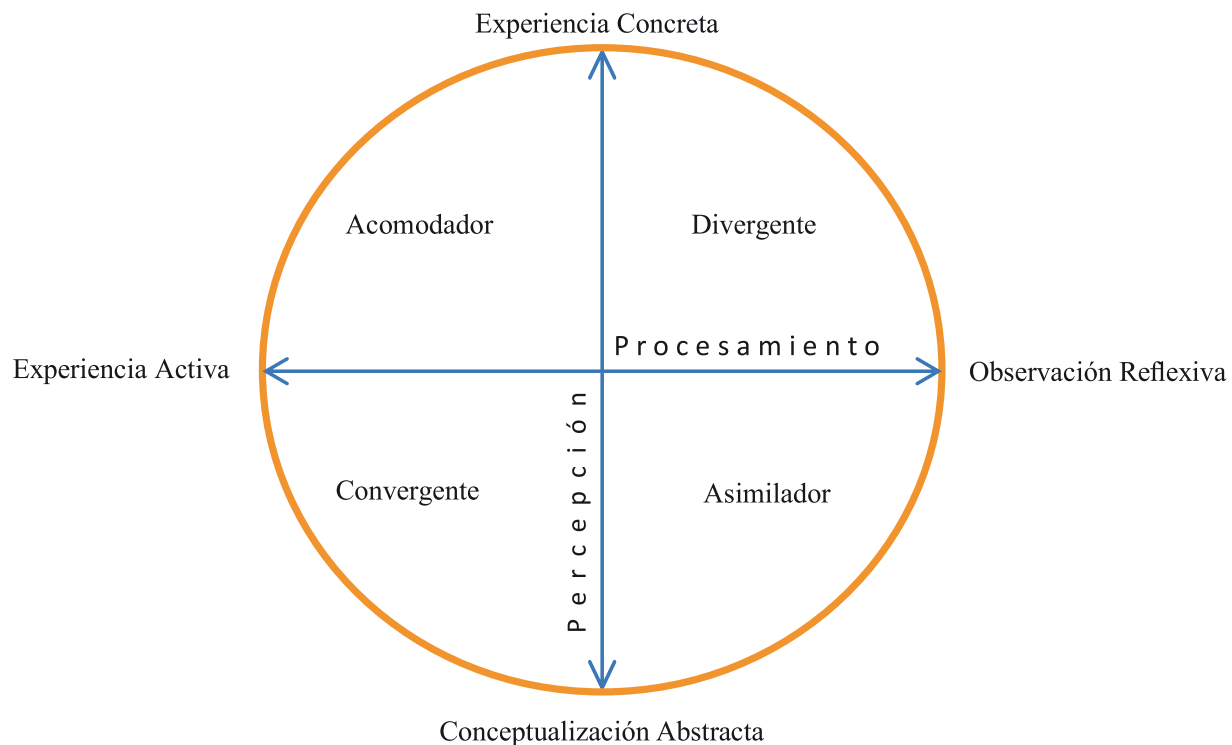 Experiencia Concreta
Acomodador
Divergente
Procesamiento
Experiencia Activa
Observación Reflexiva
Percepción
Convergente
Asimilador
Conceptualización Abstracta